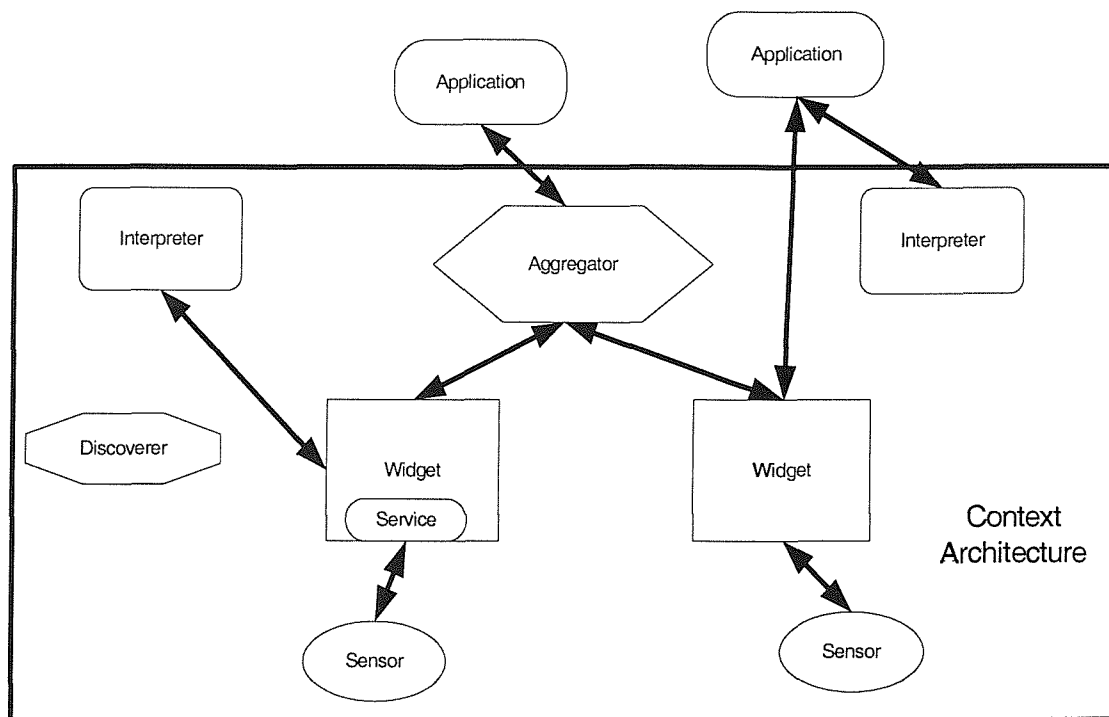 Application
Application
Interpreter
Aggregator
Interpreter
Discoverer
Widget
Service
Widget
Context
Architecture
Sensor
Sensor